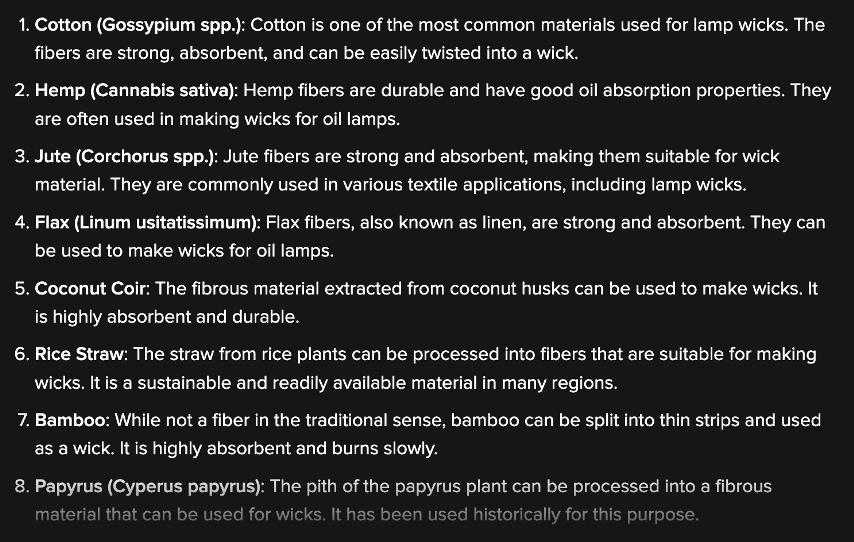 1. Cotton (Gossypium spp.): Cotton is one of the most common materials used for lamp wicks. The
fibers are strong, absorbent, and can be easily twisted into a wick.
2. Hemp (Cannabis sativa): Hemp fibers are durable and have good oil absorption properties. They
are often used in making wicks for oil lamps.
3. Jute (Corchorus spp.): Jute fibers are strong and absorbent, making them suitable for wick
material. They are commonly used in various textile applications, including lamp wicks.
4. Flax (Linum usitatissimum): Flax fibers, also known as linen, are strong and absorbent. They can
be used to make wicks for oil lamps.
5. Coconut Coir: The fibrous material extracted from coconut husks can be used to make wicks. It
is highly absorbent and durable.
6. Rice Straw: The straw from rice plants can be processed into fibers that are suitable for making
wicks. It is a sustainable and readily available material in many regions.
7. Bamboo: While not a fiber in the traditional sense, bamboo can be split into thin strips and used
as a wick. It is highly absorbent and burns slowly.
8. Papyrus (Cyperus papyrus): The pith of the papyrus plant can be processed into a fibrous
material that can be used for wicks. It has been used historically for this purpose.